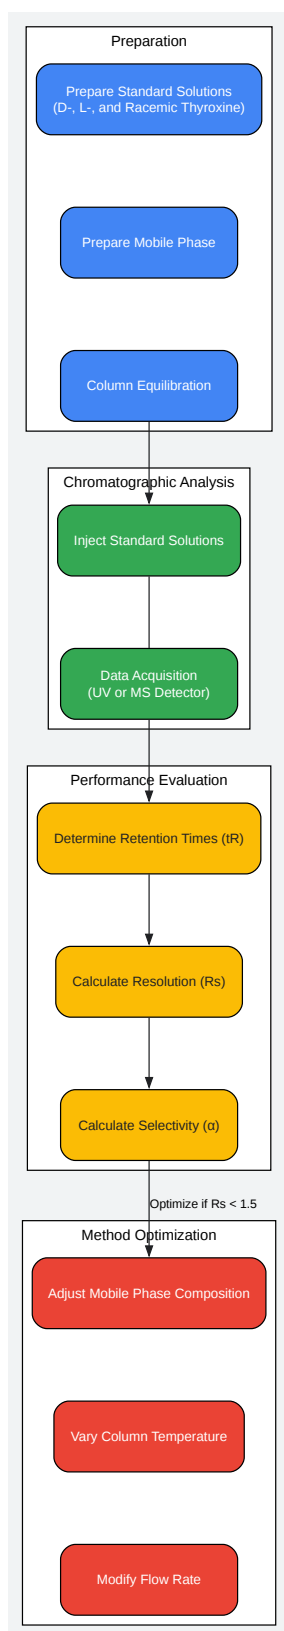 Preparation
Prepare Standard Solutions
(D-, L-, and Racemic Thyroxine)
Prepare Mobile Phase
Column Equilibration
Chromatographic Analysis
Inject Standard Solutions
Data Acquisition
(UV or MS Detector)
Performance Evaluation
Determine Retention Times (tR)
Calculate Resolution (Rs)
Calculate Selectivity (α)
Optimize if Rs < 1.5
Method Optimization
Adjust Mobile Phase Composition
Vary Column Temperature
Modify Flow Rate